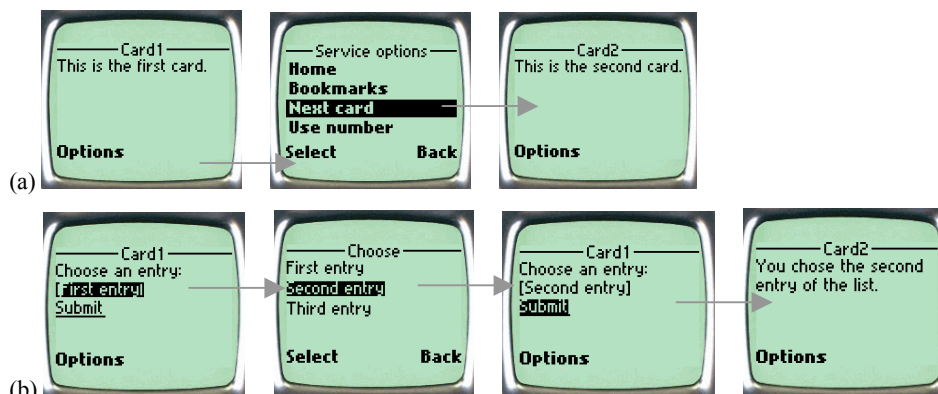 Card1
This is the first card.
Options
Service options
Home
Bookmarks
Next card
Use number
Select Back
Card2
This is the second card.
Options
(a)
Card1
Choose an entry:
[First entry]
Submit
Options
Choose
First entry
Second entry
Third entry
Select Back
Card1
Choose an entry:
[Second entry]
Submit
Options
Card2
You chose the second
entry of the list.
Options
(b)